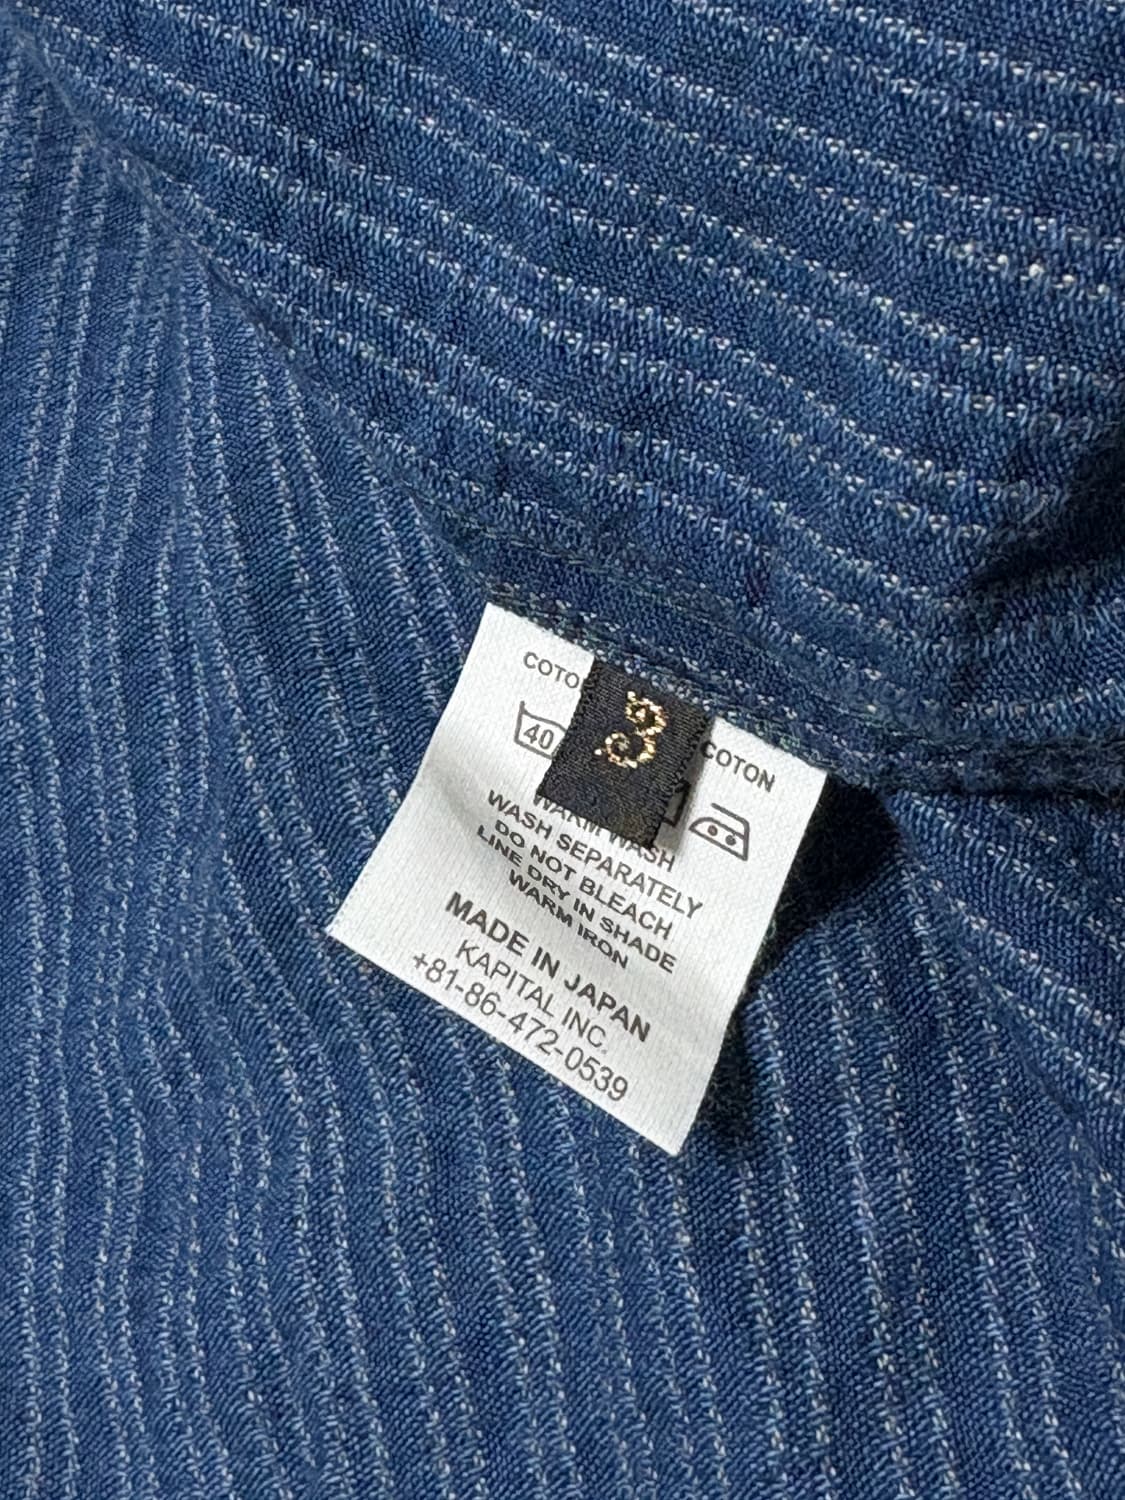 COTO
3
COTON
40
WARM WASH
WASH SEPARATELY
DO NOT BLEACH
LINE DRY IN SHADE
WARM IRON
MADE IN JAPAN
KAPITAL INC.
+81-86-472-0539